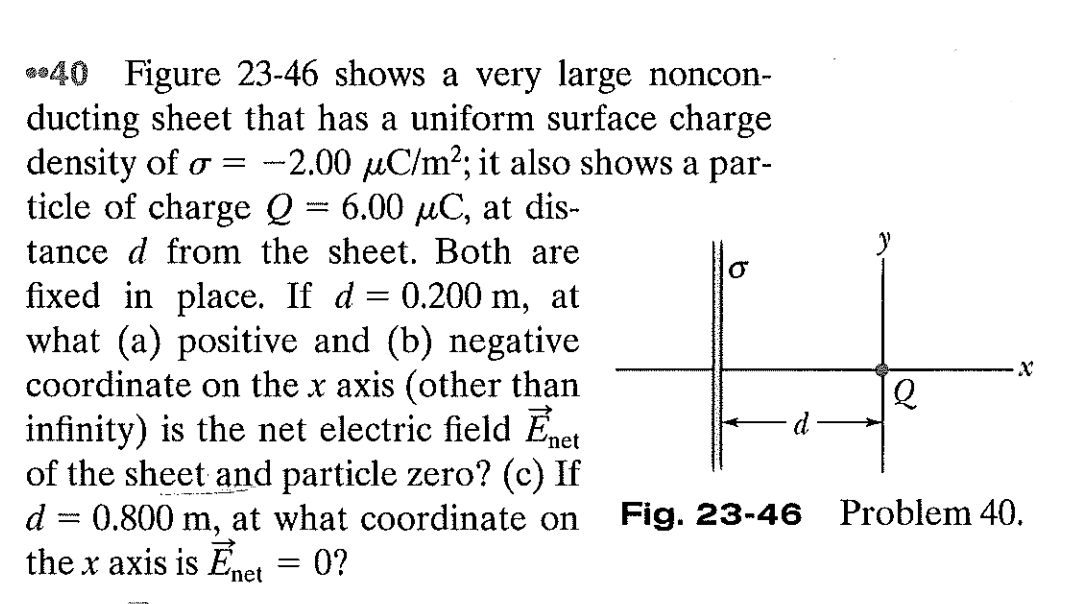 ••40 Figure 23-46 shows a very large noncon-
ducting sheet that has a uniform surface charge
density of σ = −2.00 μC/m²; it also shows a par-
ticle of charge Q = 6.00 μC, at dis-
tance d from the sheet. Both are
fixed in place. If d = 0.200 m, at
what (a) positive and (b) negative
coordinate on the x axis (other than
infinity) is the net electric field E⃗net
of the sheet and particle zero? (c) If
d = 0.800 m, at what coordinate on
the x axis is E⃗net = 0?
y
σ
x
Q
d
Fig. 23-46 Problem 40.